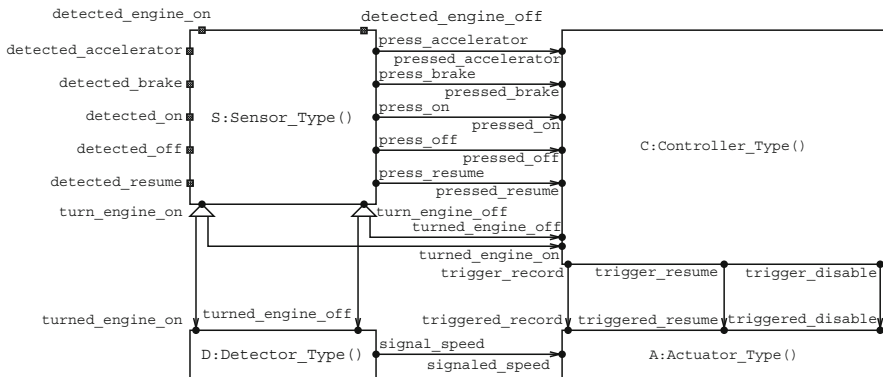 detected_engine_on
detected_engine_off
detected_accelerator
press_accelerator
pressed_accelerator
detected_brake
press_brake
pressed_brake
detected_on
S:Sensor_Type()
press_on
pressed_on
C:Controller_Type()
detected_off
press_off
pressed_off
detected_resume
press_resume
pressed_resume
turn_engine_on
turn_engine_off
turned_engine_off
turned_engine_on
trigger_record
trigger_resume
trigger_disable
turned_engine_on
turned_engine_off
triggered_record
triggered_resume
triggered_disable
D:Detector_Type()
signal_speed
signaled_speed
A:Actuator_Type()